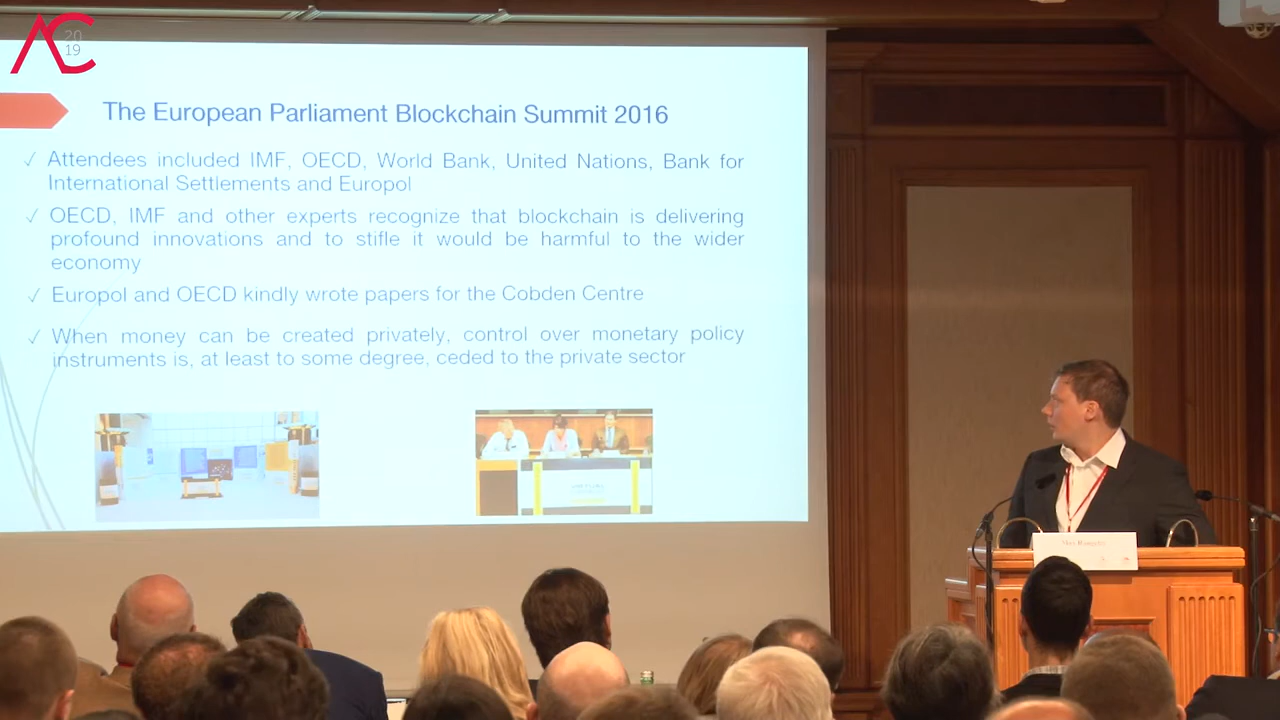 AC
20
19
The European Parliament Blockchain Summit 2016
✓ Attendees included IMF, OECD, World Bank, United Nations, Bank for
International Settlements and Europol
✓ OECD, IMF and other experts recognize that blockchain is delivering
profound innovations and to stifle it would be harmful to the wider
economy
✓ Europol and OECD kindly wrote papers for the Cobden Centre
✓ When money can be created privately, control over monetary policy
instruments is, at least to some degree, ceded to the private sector